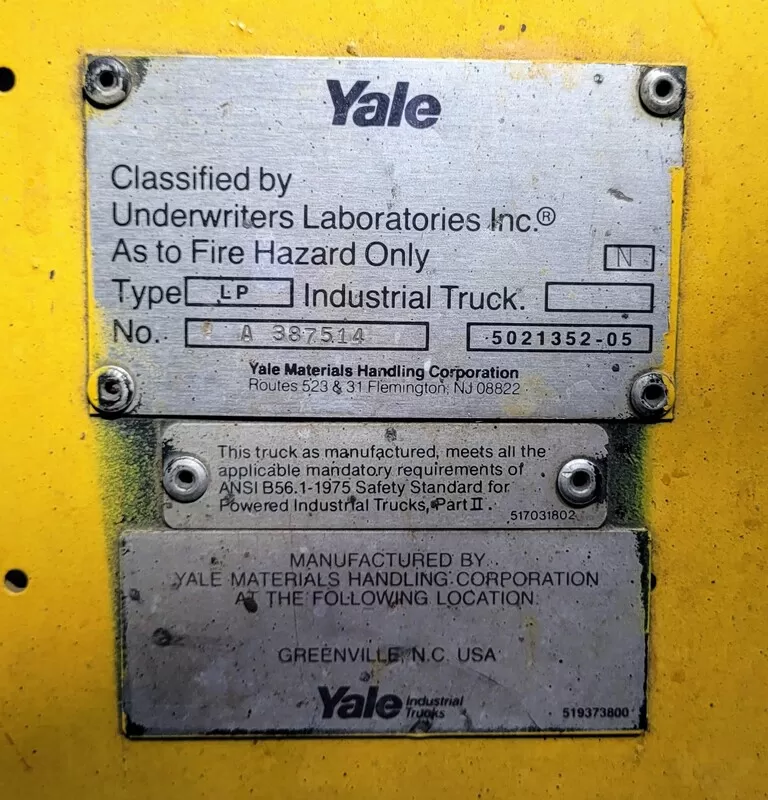 Yale
Classified by
Underwriters Laboratories Inc.®
As to Fire Hazard Only N
Type LP Industrial Truck.
No. A 387514 5021352-05
Yale Materials Handling Corporation
Routes 523 & 31 Flemington, NJ 08822
This truck as manufactured, meets all the
applicable mandatory requirements of
ANSI B56.1-1975 Safety Standard for
Powered Industrial Trucks, Part II.
517031802
MANUFACTURED BY
YALE MATERIALS HANDLING CORPORATION
AT THE FOLLOWING LOCATION:
GREENVILLE, N.C. USA
Yale Industrial
Trucks
519373800